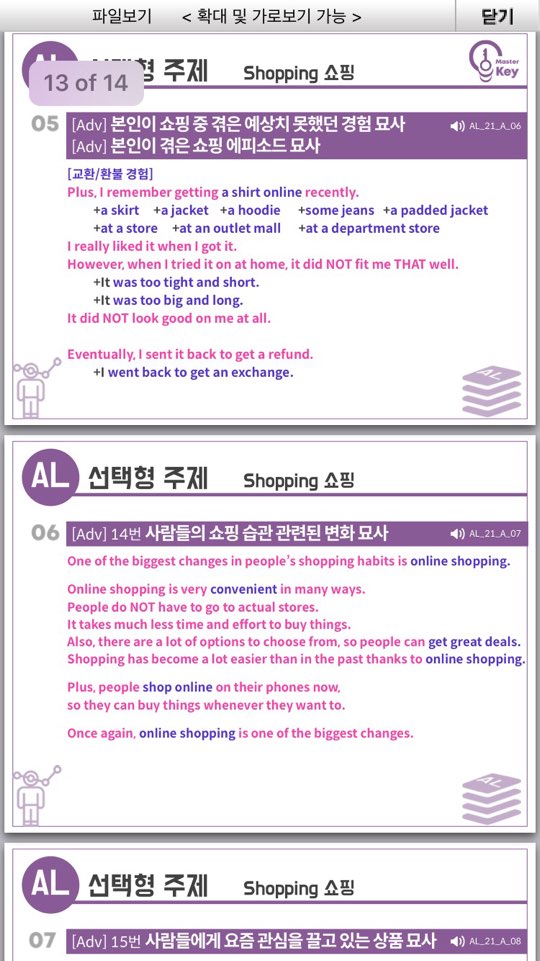 파일보기 < 확대 및 가로보기 가능 > 닫기
13 of 14
선택형 주제 Shopping 쇼핑
Master Key
05 [Adv] 본인이 쇼핑 중 겪은 예상치 못했던 경험 묘사 AL_21_A_06
[Adv] 본인이 겪은 쇼핑 에피소드 묘사
[교환/환불 경험]
Plus, I remember getting a shirt online recently.
+a skirt +a jacket +a hoodie +some jeans +a padded jacket
+at a store +at an outlet mall +at a department store
I really liked it when I got it.
However, when I tried it on at home, it did NOT fit me THAT well.
+It was too tight and short.
+It was too big and long.
It did NOT look good on me at all.
Eventually, I sent it back to get a refund.
+I went back to get an exchange.
AL
AL 선택형 주제 Shopping 쇼핑
06 [Adv] 14번 사람들의 쇼핑 습관 관련된 변화 묘사 AL_21_A_07
One of the biggest changes in people's shopping habits is online shopping.
Online shopping is very convenient in many ways.
People do NOT have to go to actual stores.
It takes much less time and effort to buy things.
Also, there are a lot of options to choose from, so people can get great deals.
Shopping has become a lot easier than in the past thanks to online shopping.
Plus, people shop online on their phones now,
so they can buy things whenever they want to.
Once again, online shopping is one of the biggest changes.
AL
AL 선택형 주제 Shopping 쇼핑
07 [Adv] 15번 사람들에게 요즘 관심을 끌고 있는 상품 묘사 AL_21_A_08